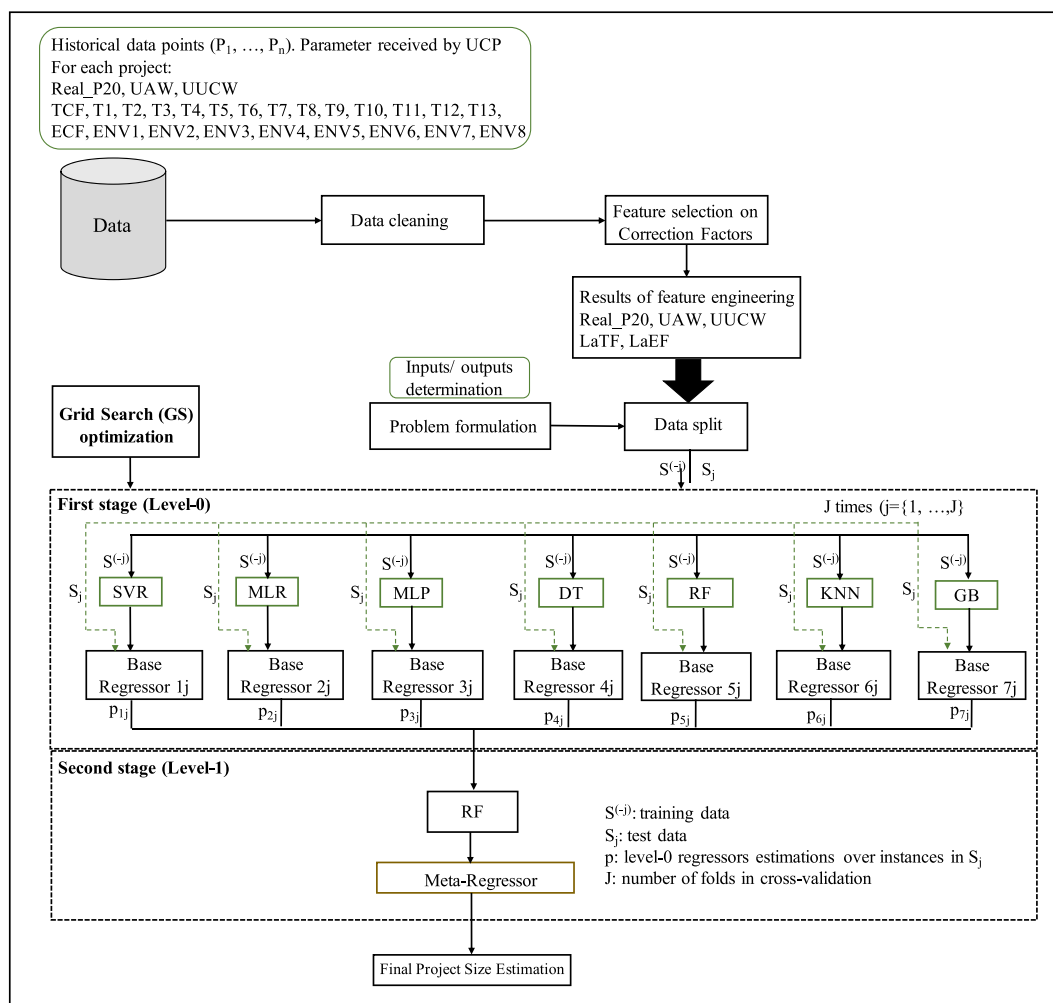 Historical data points (P₁, …, Pₙ). Parameter received by UCP
For each project:
Real_P20, UAW, UUCW
TCF, T1, T2, T3, T4, T5, T6, T7, T8, T9, T10, T11, T12, T13,
ECF, ENV1, ENV2, ENV3, ENV4, ENV5, ENV6, ENV7, ENV8
Data
Data cleaning
Feature selection on
Correction Factors
Results of feature engineering
Real_P20, UAW, UUCW
LaTF, LaEF
Inputs/ outputs
determination
Grid Search (GS)
optimization
Problem formulation
Data split
S⁽⁻ʲ⁾ Sⱼ
First stage (Level-0)
J times (j={1, …,J}
S⁽⁻ʲ⁾ S⁽⁻ʲ⁾ S⁽⁻ʲ⁾ S⁽⁻ʲ⁾ S⁽⁻ʲ⁾ S⁽⁻ʲ⁾ S⁽⁻ʲ⁾
Sⱼ SVR Sⱼ MLR Sⱼ MLP Sⱼ DT Sⱼ RF Sⱼ KNN Sⱼ GB
Base
Regressor 1j
Base
Regressor 2j
Base
Regressor 3j
Base
Regressor 4j
Base
Regressor 5j
Base
Regressor 6j
Base
Regressor 7j
p₁ⱼ p₂ⱼ p₃ⱼ p₄ⱼ p₅ⱼ p₆ⱼ p₇ⱼ
Second stage (Level-1)
RF
Meta-Regressor
S⁽⁻ʲ⁾: training data
Sⱼ: test data
p: level-0 regressors estimations over instances in Sⱼ
J: number of folds in cross-validation
Final Project Size Estimation